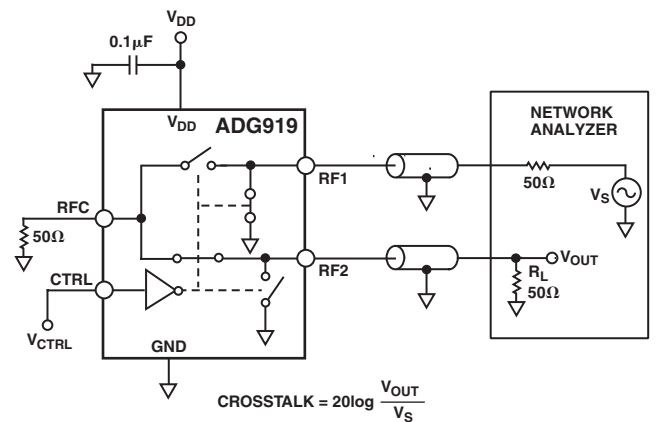 VDD
0.1µF
VDD
ADG919
NETWORK
ANALYZER
RF1
50Ω
VS
RFC
50Ω
RF2
VOUT
RL
50Ω
CTRL
VCTRL
GND
CROSSTALK = 20log VOUT
VS